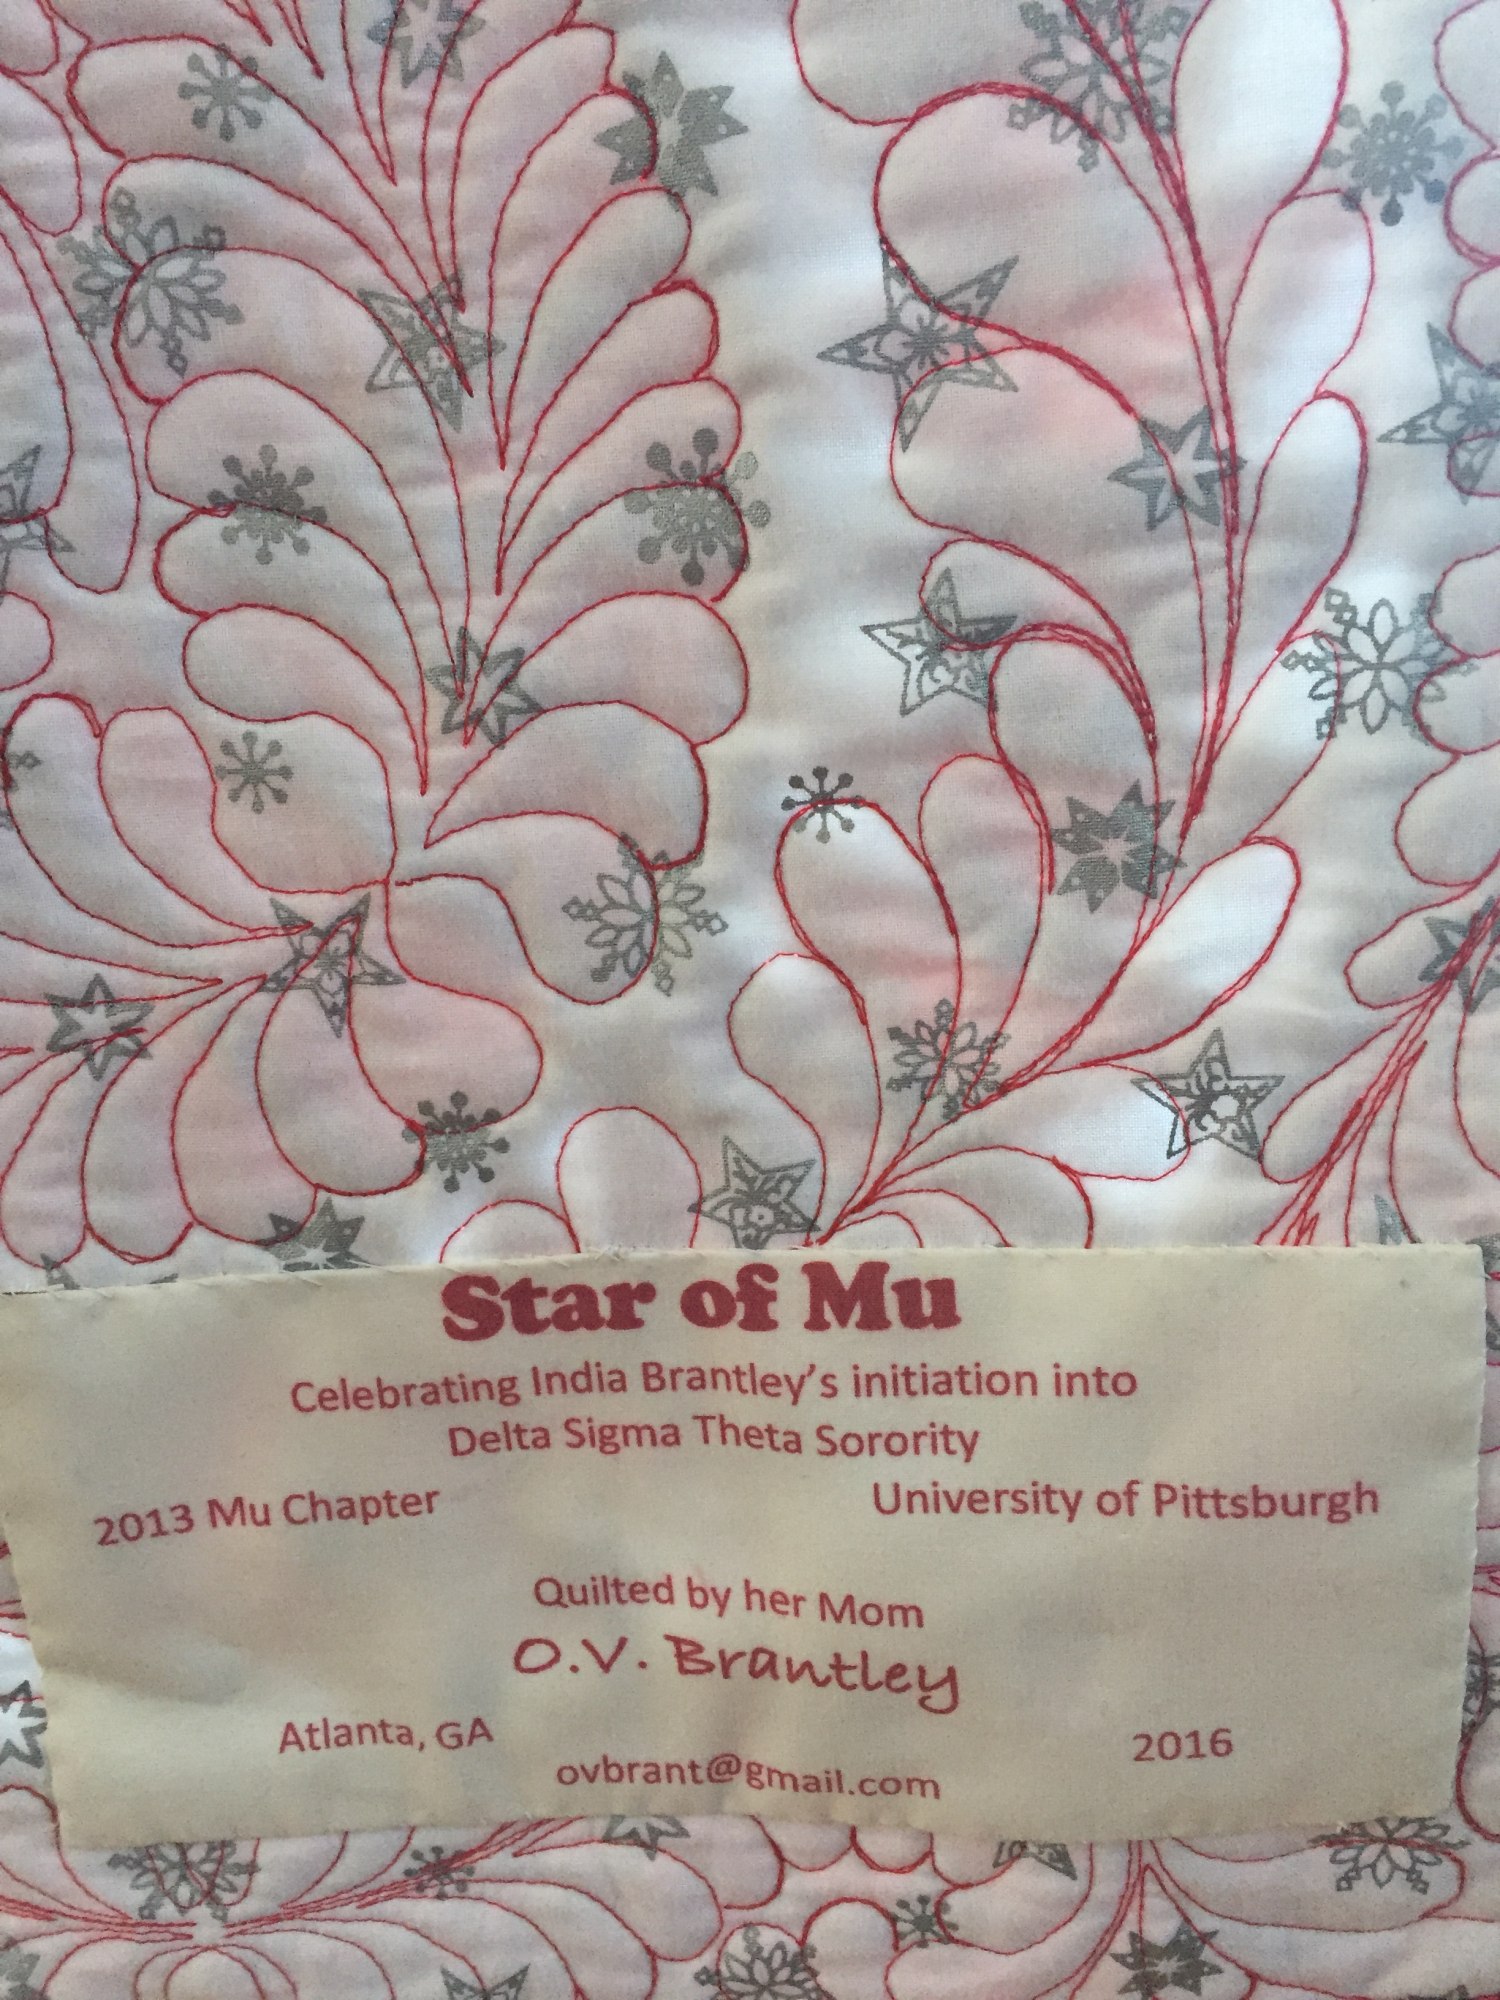 Star of Mu
Celebrating India Brantley's initiation into
Delta Sigma Theta Sorority
2013 Mu Chapter University of Pittsburgh
Quilted by her Mom
O.V. Brantley
Atlanta, GA 2016
ovbrant@gmail.com